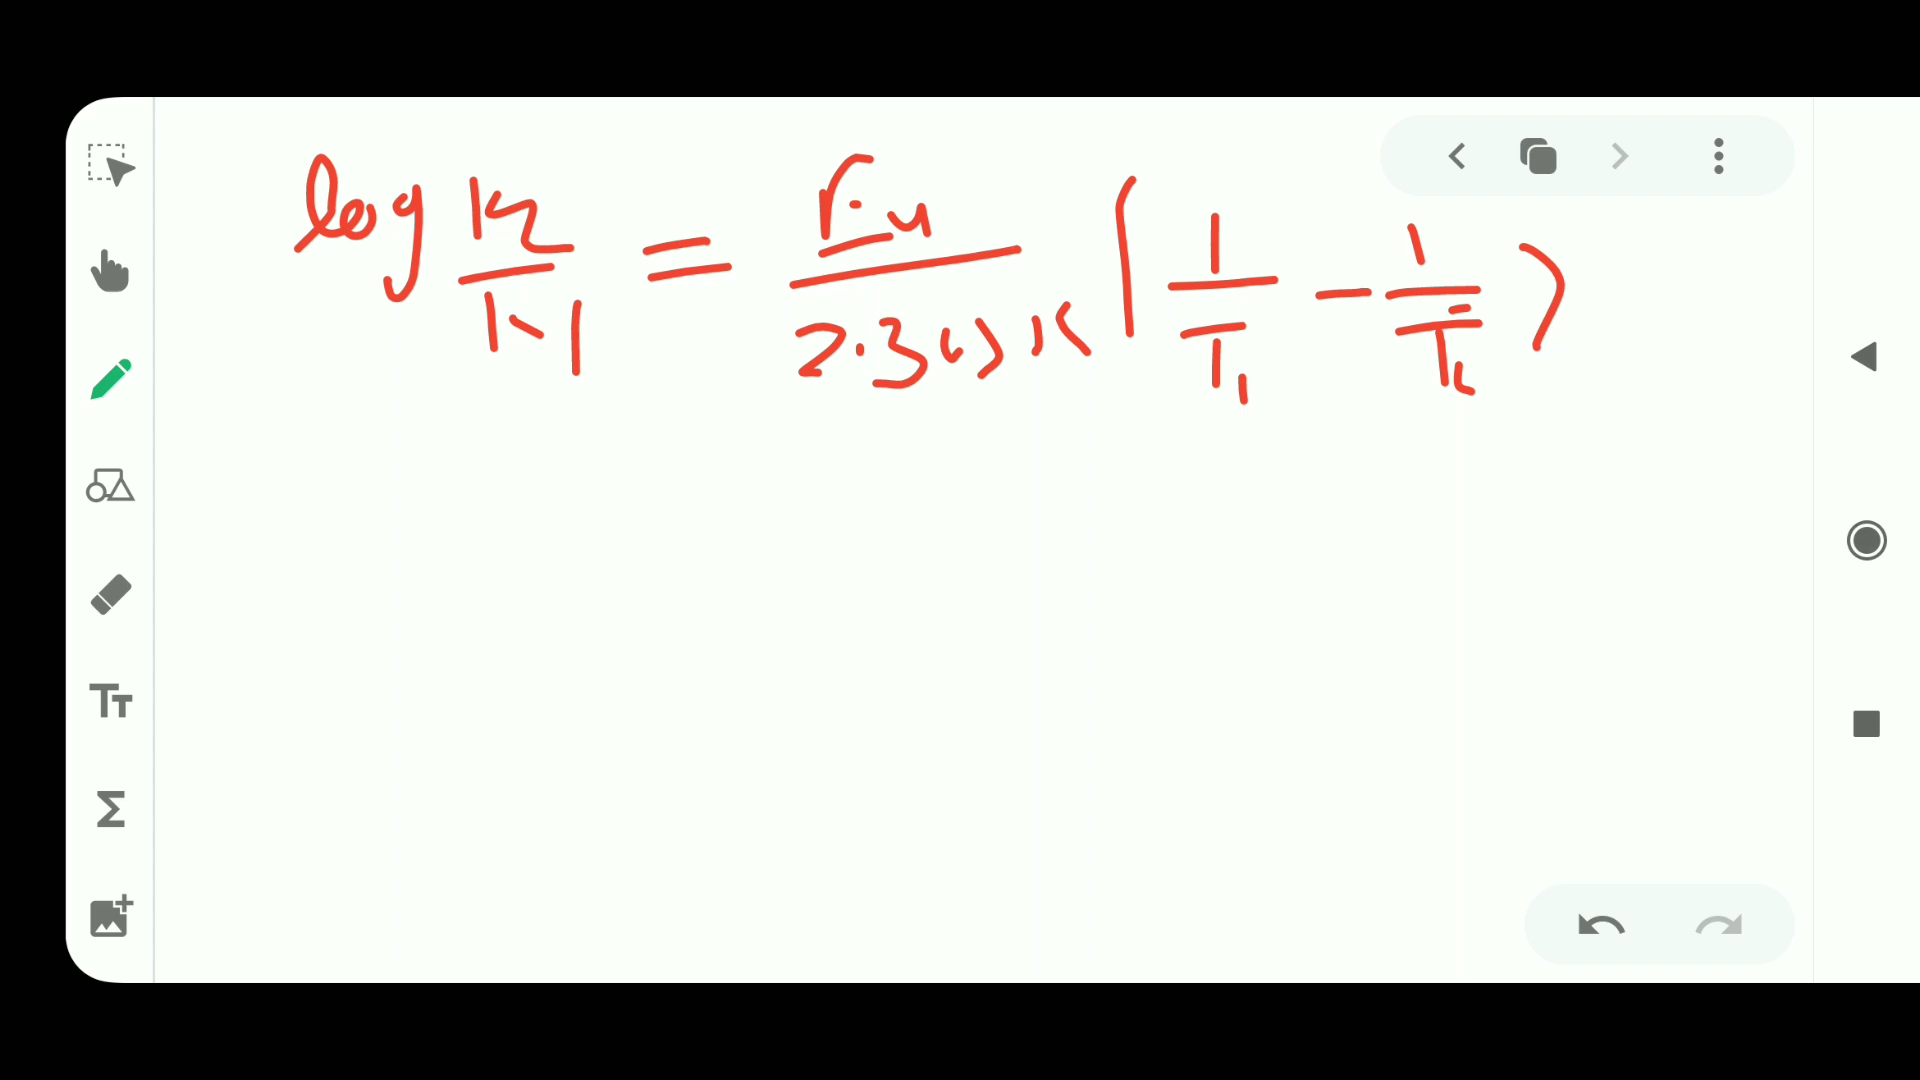 log K2/K1 = Ea/2.303R (1/T1 - 1/T2)